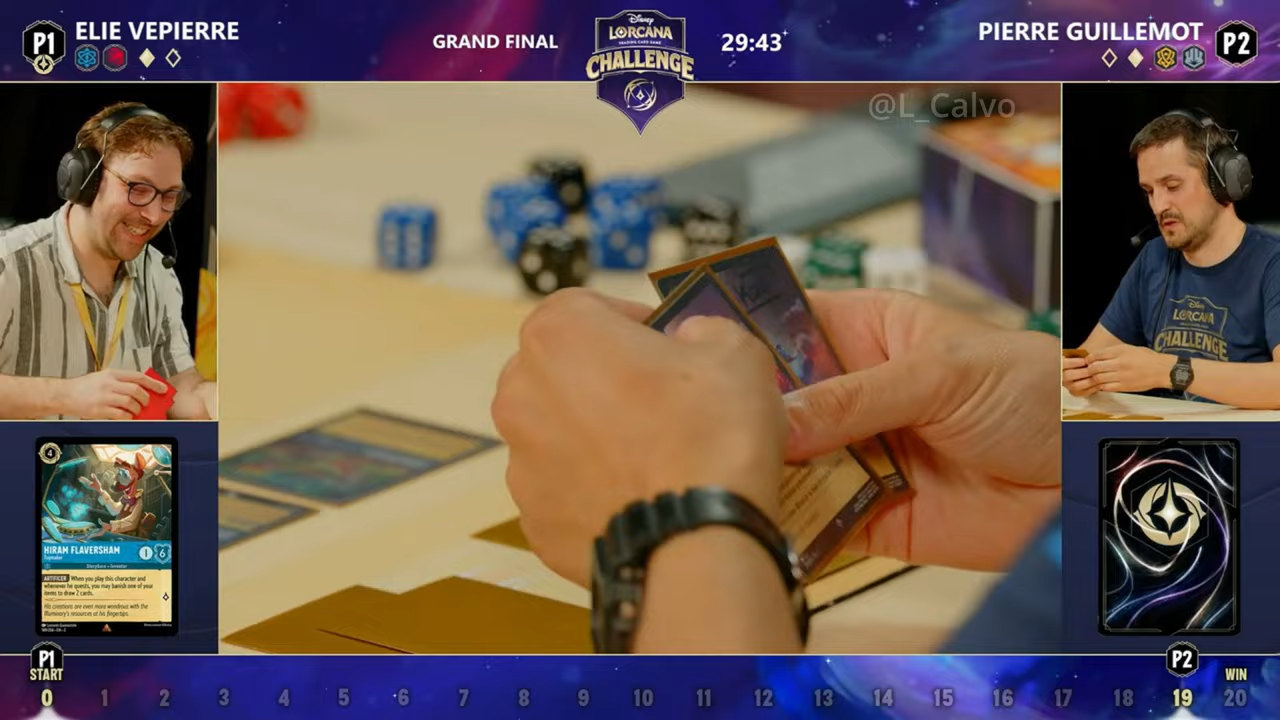 P1
ELIE VEPIERRE
GRAND FINAL
Disney
LORCANA
TRADING CARD GAME
CHALLENGE
29:43
PIERRE GUILLEMOT
P2
@L_Calvo
LORCANA
CHALLENGE
4
HIRAM FLAVERSHAM
Toymaker
1 6
Storyborn • Inventor
ARTIFICER When you play this character and
whenever he quests, you may banish one of your
items to draw 2 cards.
His creations are even more wondrous with the
Illuminary's resources at his fingertips.
P1
START
P2
WIN
0 1 2 3 4 5 6 7 8 9 10 11 12 13 14 15 16 17 18 19 20